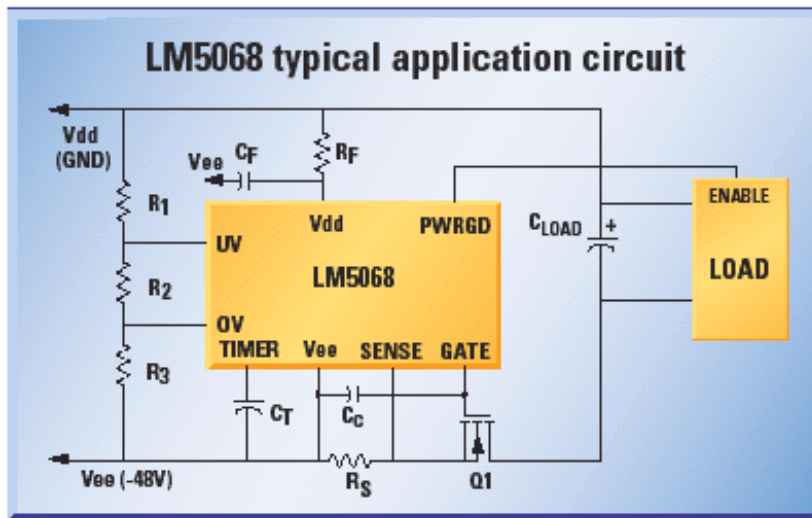 LM5068 typical application circuit
Vdd
(GND)
Vee
CF
RF
R1
Vdd
PWRGD
ENABLE
UV
CLOAD
+
LOAD
R2
LM5068
OV
TIMER
Vee
SENSE
GATE
R3
CT
CC
Vee (-48V)
RS
Q1